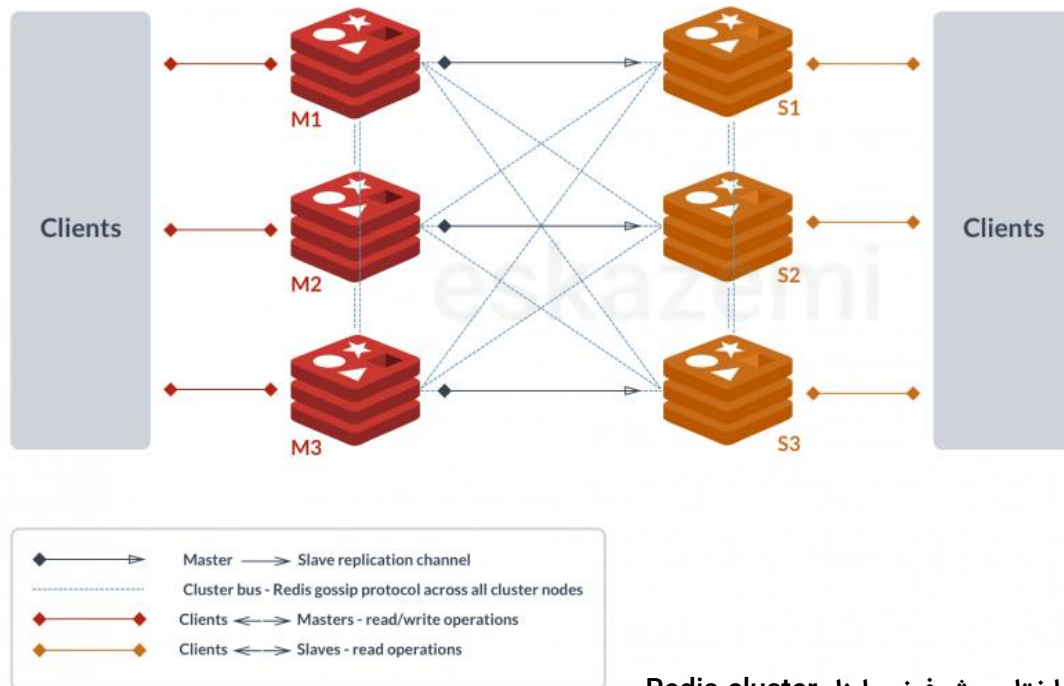 Clients
M1
S1
Clients
M2
S2
eskazemi
M3
S3
Master → Slave replication channel
Cluster bus - Redis gossip protocol across all cluster nodes
Clients <--> Masters - read/write operations
Clients <--> Slaves - read operations
Redis cluster